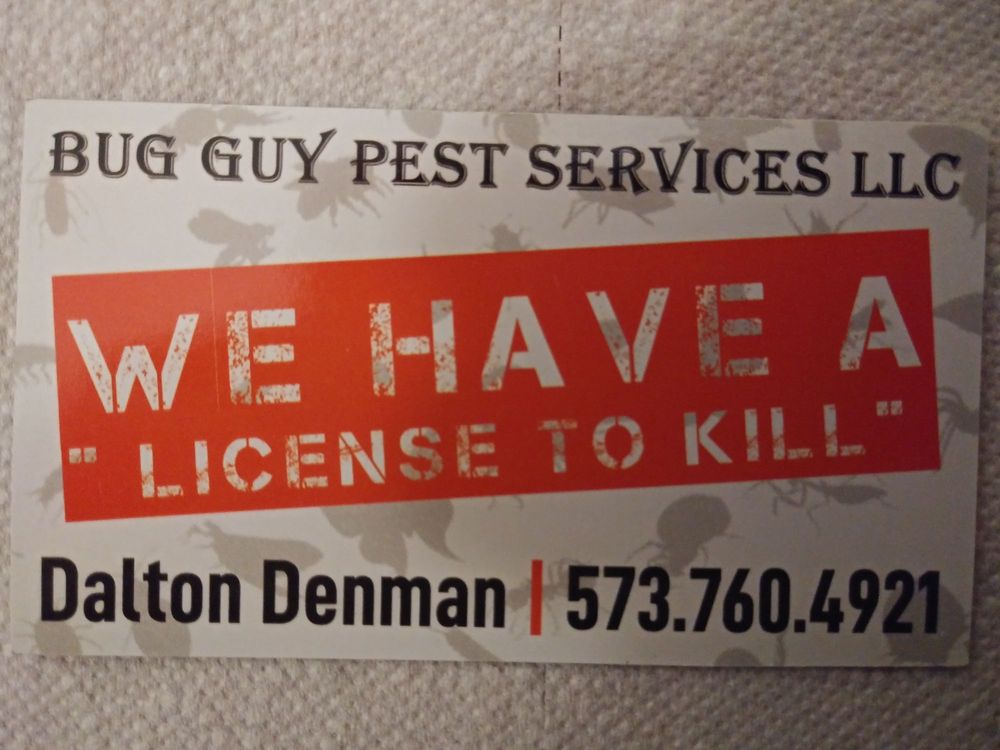 BUG GUY PEST SERVICES LLC
WE HAVE A
"LICENSE TO KILL"
Dalton Denman | 573.760.4921